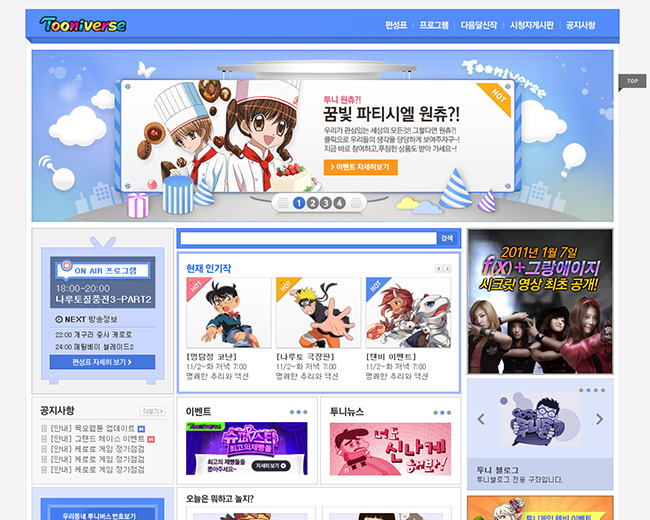 Tooniverse
편성표 | 프로그램 | 다음달신작 | 시청자게시판 | 공지사항
TOP
Tooniverse
HOT
투니 원츄?!
꿈빛 파티시엘 원츄?!
우리가 관심있는 세상의 모든것! 그렇다면 원츄?!
클릭으로 우리들의 생각을 당당하게 보여주자구~!
지금 바로 참여하고, 푸짐한 상품도 받아 가세요~!
> 이벤트 자세히보기
1 2 3 4
ON AIR 프로그램
18:00~20:00
나루토질풍전3-PART2
NEXT 방송정보
22:00 개구리 중사 케로로
24:00 메탈베이 블레이드2
편성표 자세히 보기 >
검색
현재 인기작
HOT
HOT
HOT
[명탐정 코난]
11/2~화 저녁 7:00
명쾌한 추리와 액션
[나루토 극장판]
11/2~화 저녁 7:00
명쾌한 추리와 액션
[댄비 이벤트]
11/2~화 저녁 7:00
명쾌한 추리와 액션
2011년 1월 7일
f(x)+그랑에이지
시크릿 영상 최초 공개!
공지사항
더보기 >
[안내] 목요웹툰 업데이트 N
[안내] 그랜드 체이스 이벤트 H
[안내] 케로로 게임 정기점검
[안내] 케로로 게임 정기점검
이벤트
Tooniverse
슈퍼스타
최고의 제빵돌
최고의 제빵돌을
뽑아주세요~
자세히 보기 >
투니뉴스
너도 신나게
해보자!
투니 블로그
투니블로그 전용 구좌입니다.
우리동네 투니버스 번호보기
오늘은 뭐하고 놀지?
투니게임 테비 이벤트